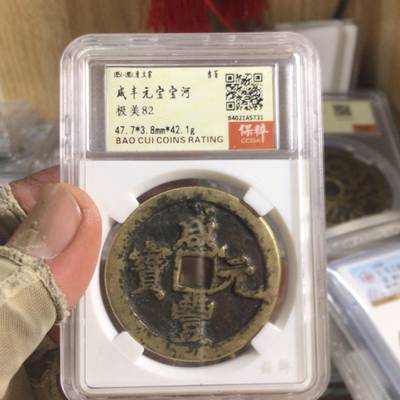 咸丰元宝宝河
极美82
47.7*3.8mm*42.1g
BAO CUI COINS RATING
84021A5731
保粹
咸豐元寶